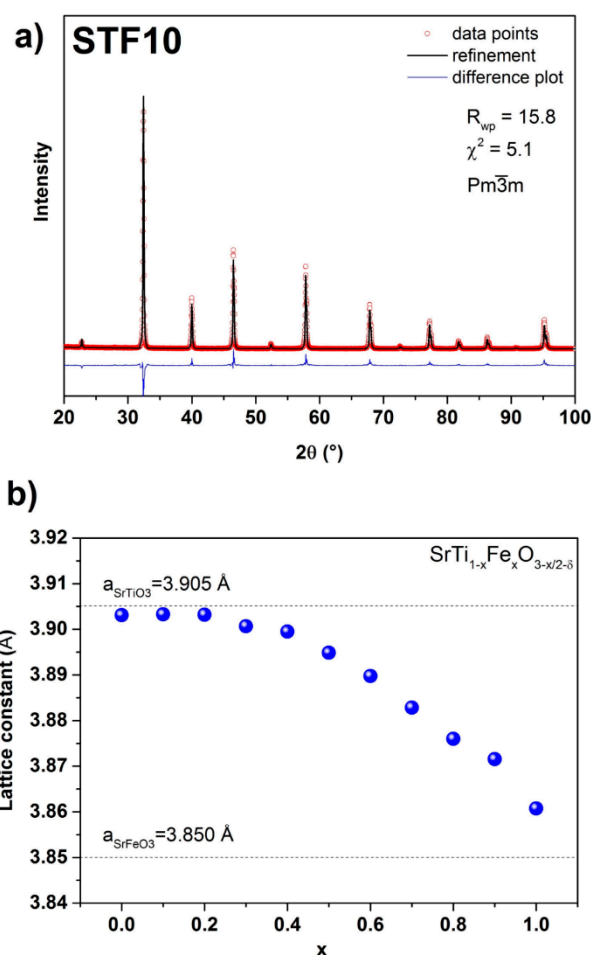 a)
STF10
data points
refinement
difference plot
Rwp = 15.8
χ² = 5.1
Pm3̅m
Intensity
20 30 40 50 60 70 80 90 100
2θ (°)
b)
SrTi1-xFexO3-x/2-δ
aSrTiO3=3.905 Å
aSrFeO3=3.850 Å
Lattice constant (Å)
3.92
3.91
3.90
3.89
3.88
3.87
3.86
3.85
3.84
0.0 0.2 0.4 0.6 0.8 1.0
x